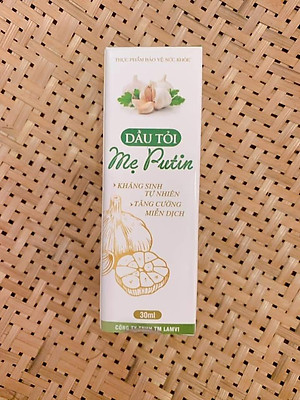 THỰC PHẨM BẢO VỆ SỨC KHỎE
DẦU TỎI
Mẹ Putin
KHÁNG SINH
TỰ NHIÊN
TĂNG CƯỜNG
MIỄN DỊCH
30ml
CÔNG TY TNHH TM LAMVI